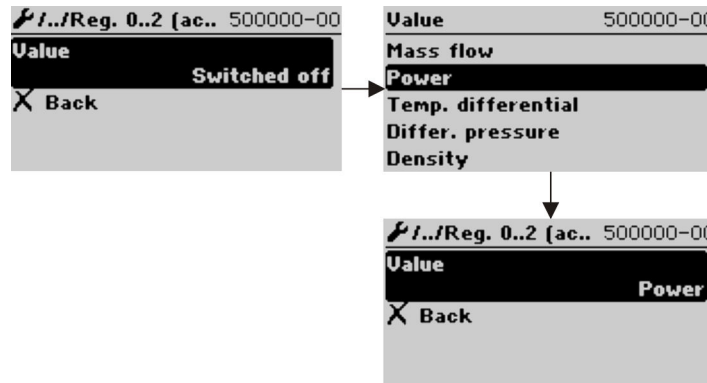 /../Reg. 0..2 (ac.. 500000-00
Value
Switched off
X Back
Value 500000-00
Mass flow
Power
Temp. differential
Differ. pressure
Density
/../Reg. 0..2 (ac.. 500000-00
Value
Power
X Back